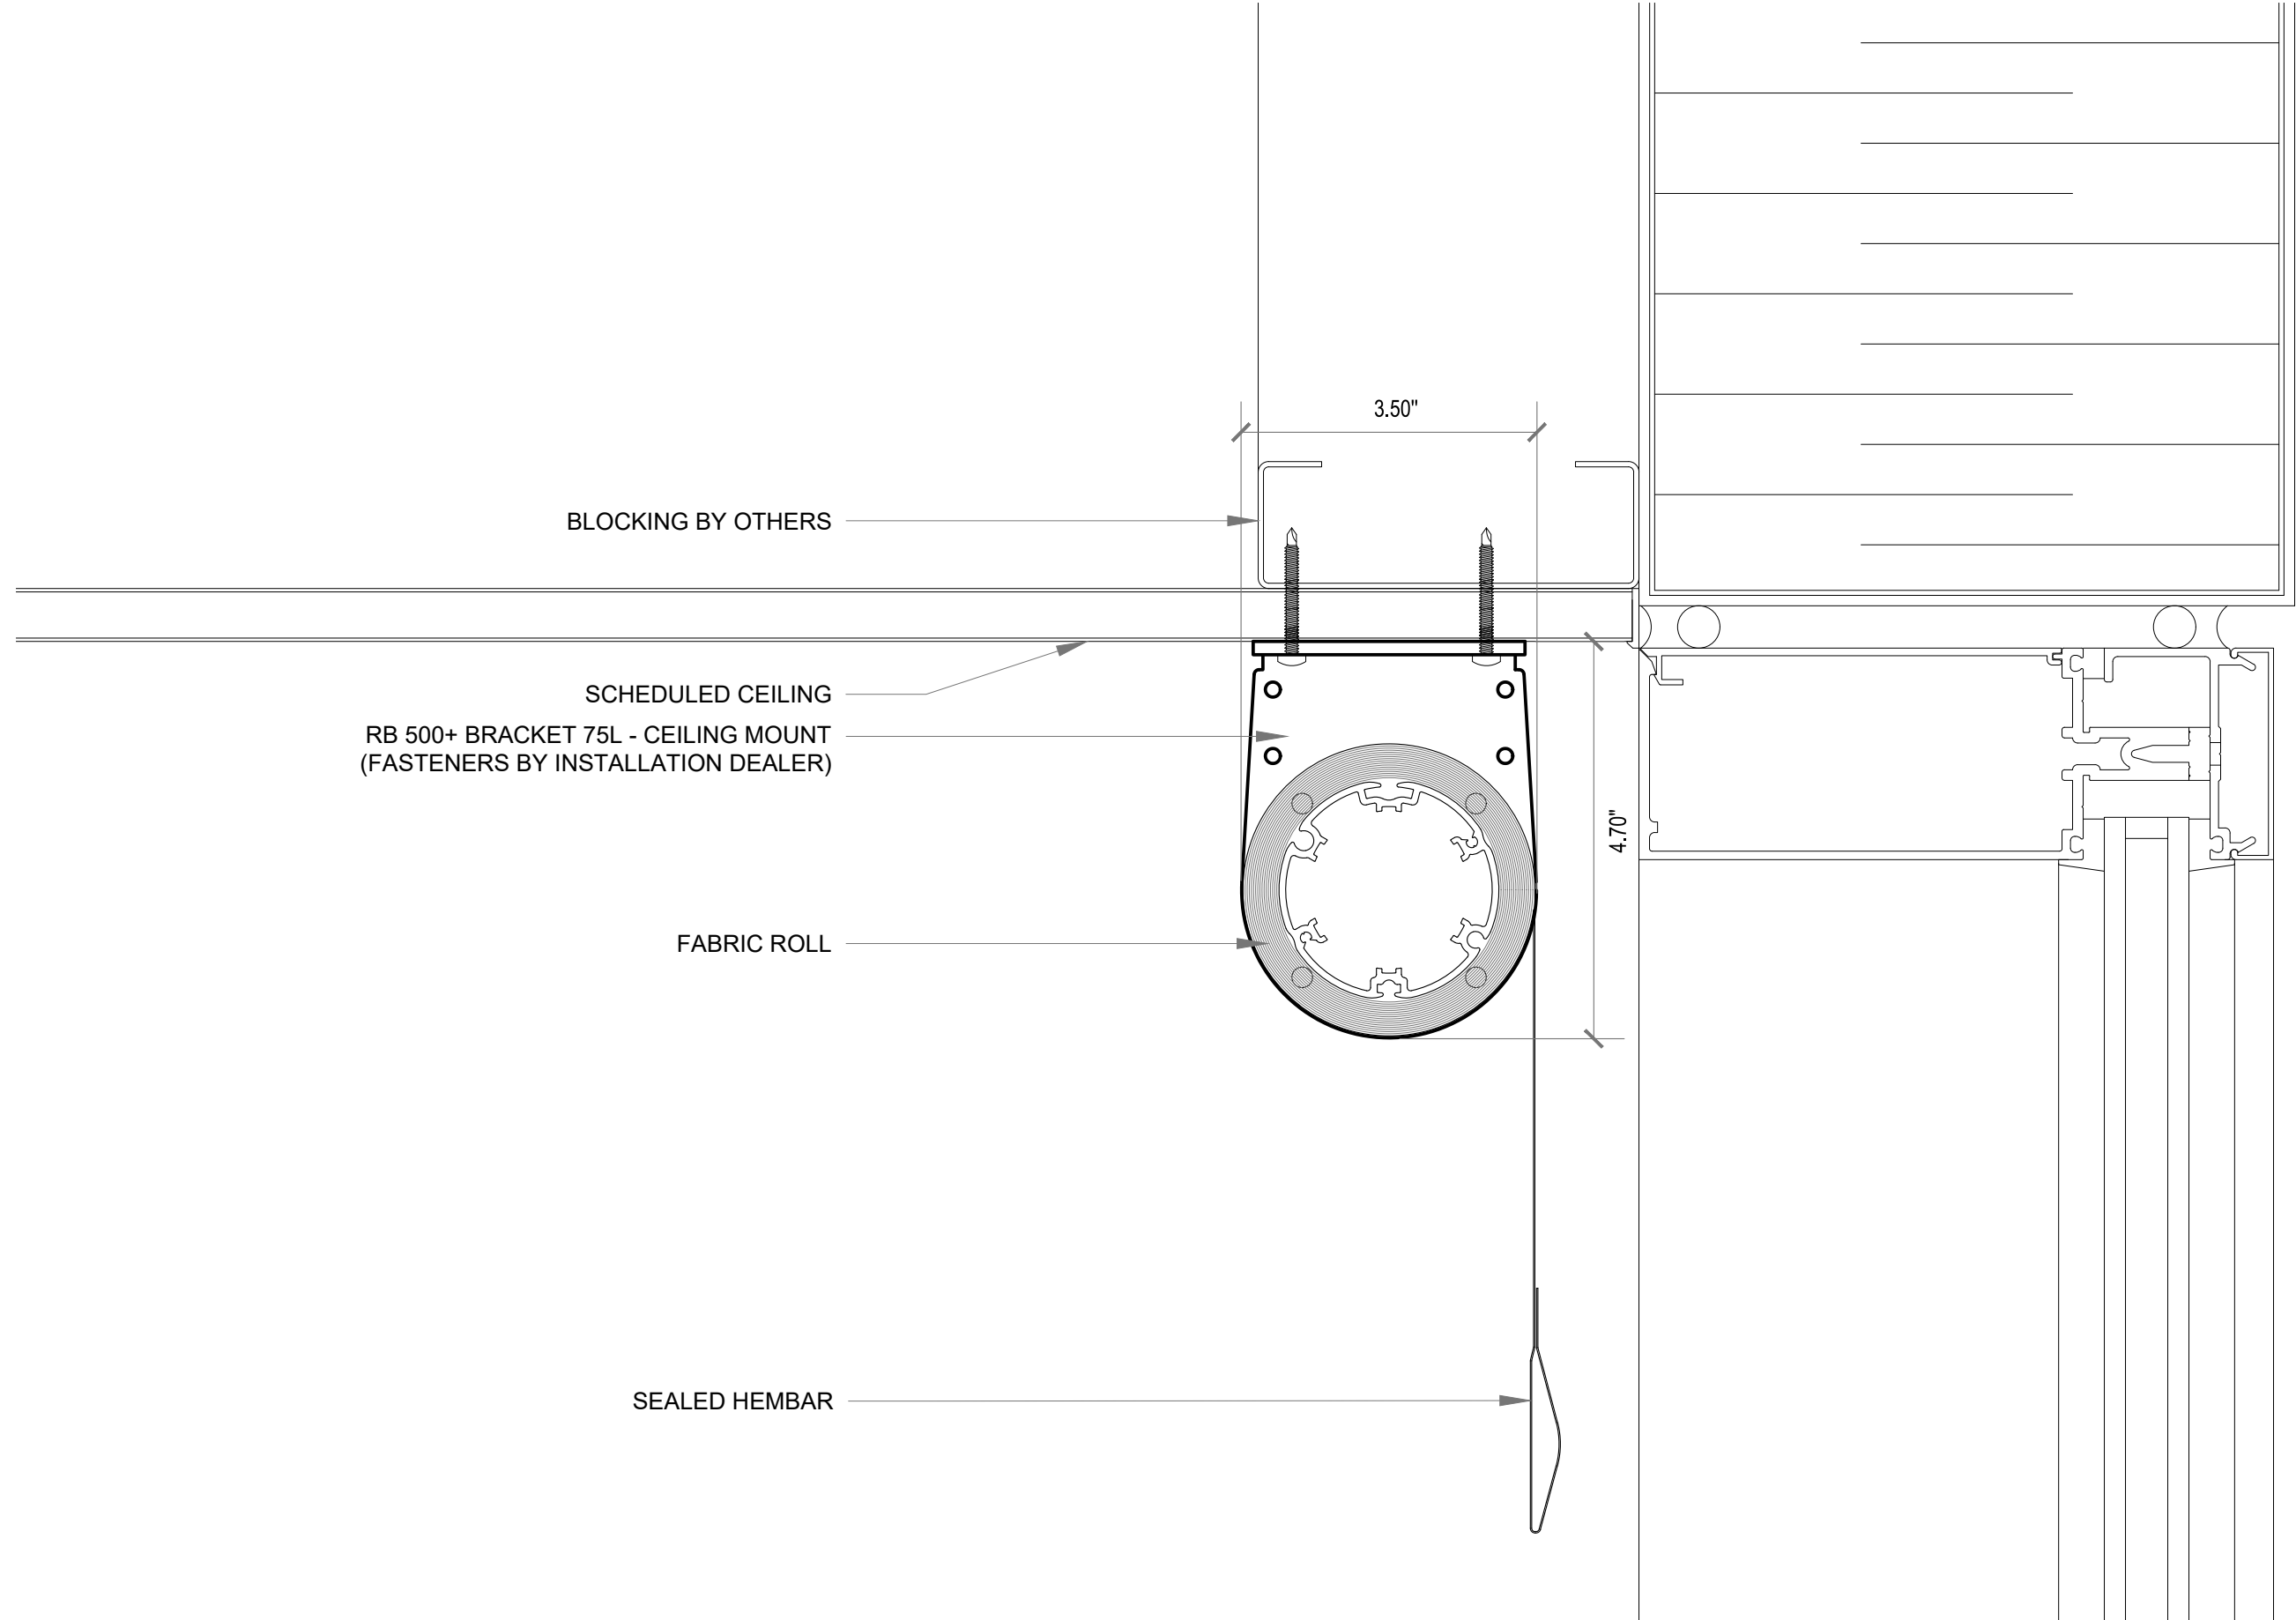 3.50"
BLOCKING BY OTHERS
SCHEDULED CEILING
RB 500+ BRACKET 75L - CEILING MOUNT
(FASTENERS BY INSTALLATION DEALER)
4.70"
FABRIC ROLL
SEALED HEMBAR